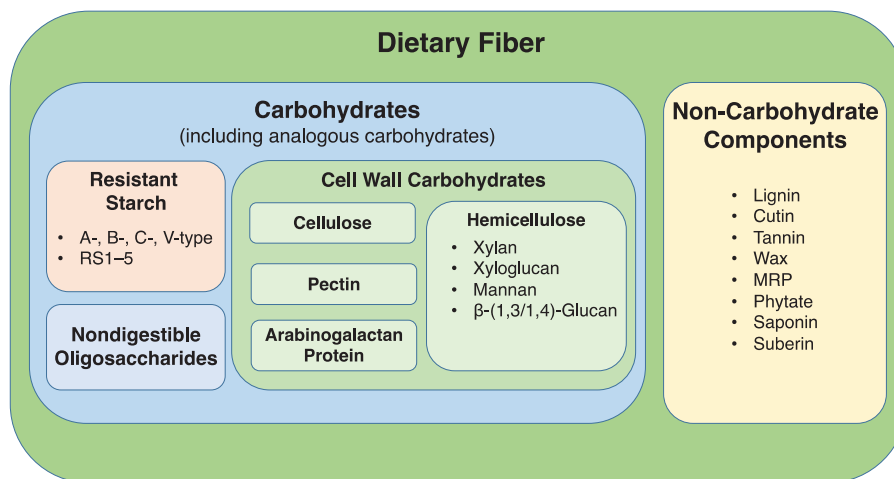 Dietary Fiber
Carbohydrates
(including analogous carbohydrates)
Resistant
Starch
• A-, B-, C-, V-type
• RS1–5
Nondigestible
Oligosaccharides
Cell Wall Carbohydrates
Cellulose
Pectin
Arabinogalactan
Protein
Hemicellulose
• Xylan
• Xyloglucan
• Mannan
• β-(1,3/1,4)-Glucan
Non-Carbohydrate
Components
• Lignin
• Cutin
• Tannin
• Wax
• MRP
• Phytate
• Saponin
• Suberin